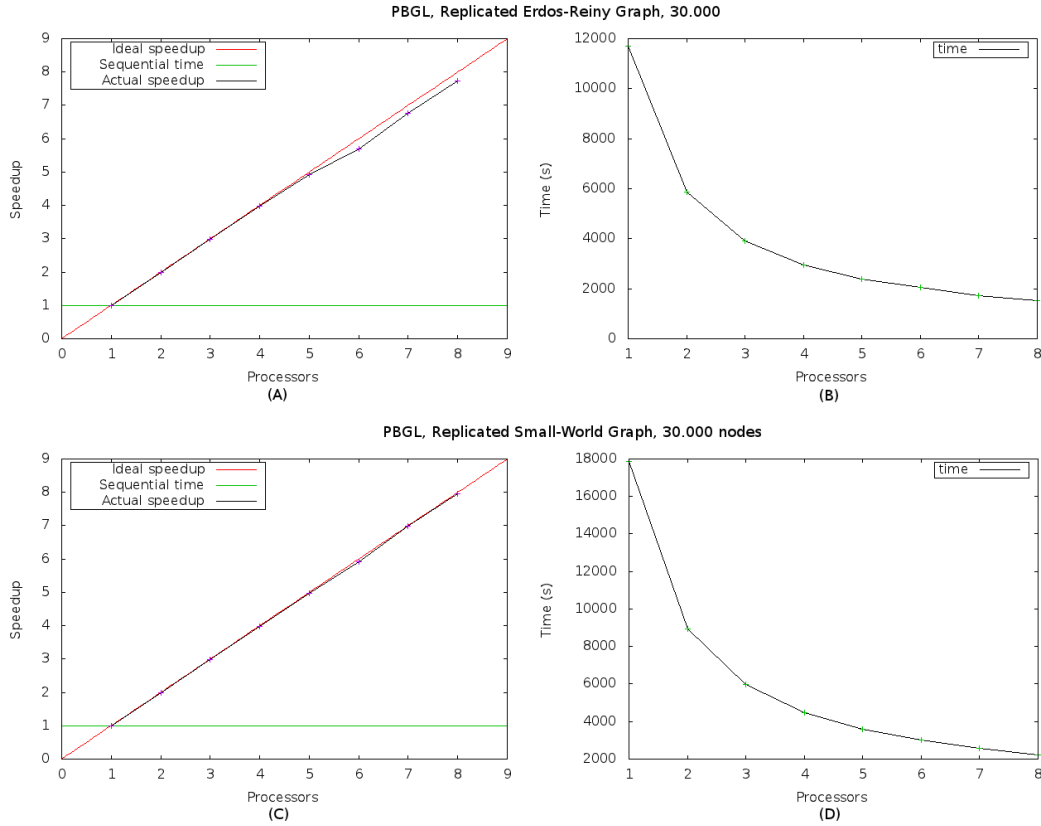 PBGL, Replicated Erdos-Reiny Graph, 30.000
9
8
7
6
5
4
3
2
1
0
Speedup
Ideal speedup
Sequential time
Actual speedup
0 1 2 3 4 5 6 7 8 9
Processors
(A)
12000
10000
8000
6000
4000
2000
0
Time (s)
time
1 2 3 4 5 6 7 8
Processors
(B)
PBGL, Replicated Small-World Graph, 30.000 nodes
9
8
7
6
5
4
3
2
1
0
Speedup
Ideal speedup
Sequential time
Actual speedup
0 1 2 3 4 5 6 7 8 9
Processors
(C)
18000
16000
14000
12000
10000
8000
6000
4000
2000
Time (s)
time
1 2 3 4 5 6 7 8
Processors
(D)